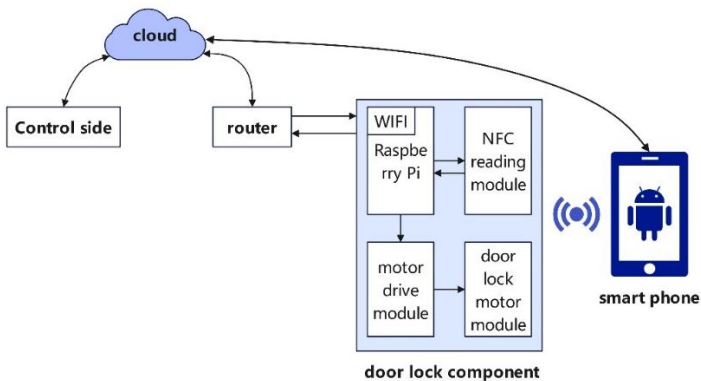 cloud
Control side
router
WIFI
Raspbe
rry Pi
NFC
reading
module
motor
drive
module
door
lock
motor
module
smart phone
door lock component